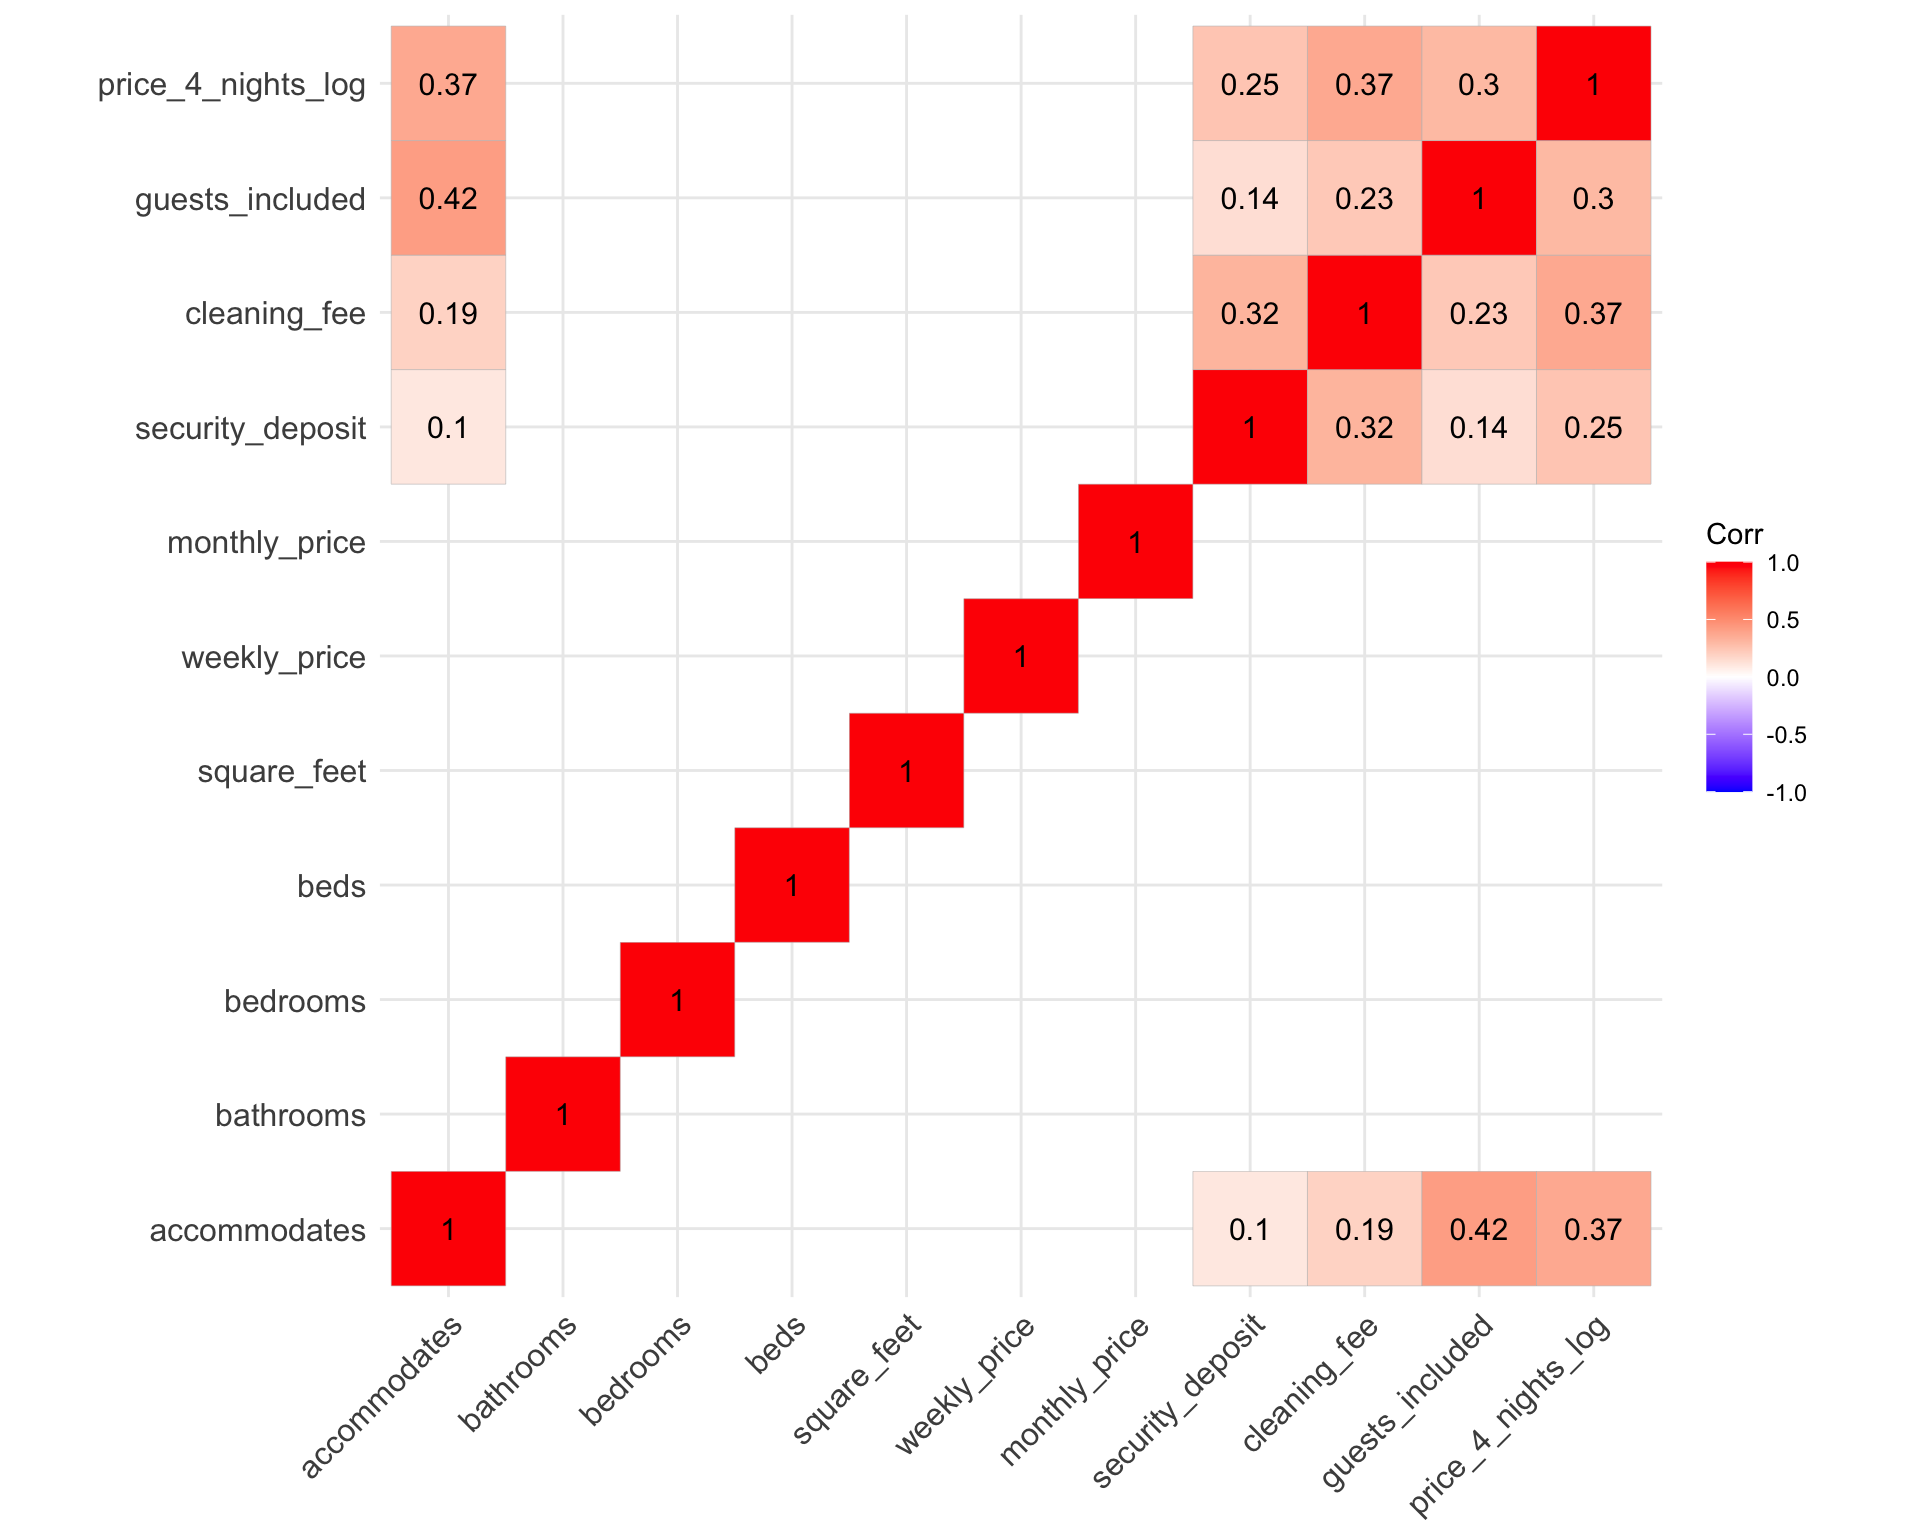 price_4_nights_log 0.37 0.25 0.37 0.3 1
guests_included 0.42 0.14 0.23 1 0.3
cleaning_fee 0.19 0.32 1 0.23 0.37
security_deposit 0.1 1 0.32 0.14 0.25
monthly_price 1
weekly_price 1
square_feet 1
beds 1
bedrooms 1
bathrooms 1
accommodates 1 0.1 0.19 0.42 0.37
accommodates
bathrooms
bedrooms
beds
square_feet
weekly_price
monthly_price
security_deposit
cleaning_fee
guests_included
price_4_nights_log
Corr
1.0
0.5
0.0
-0.5
-1.0